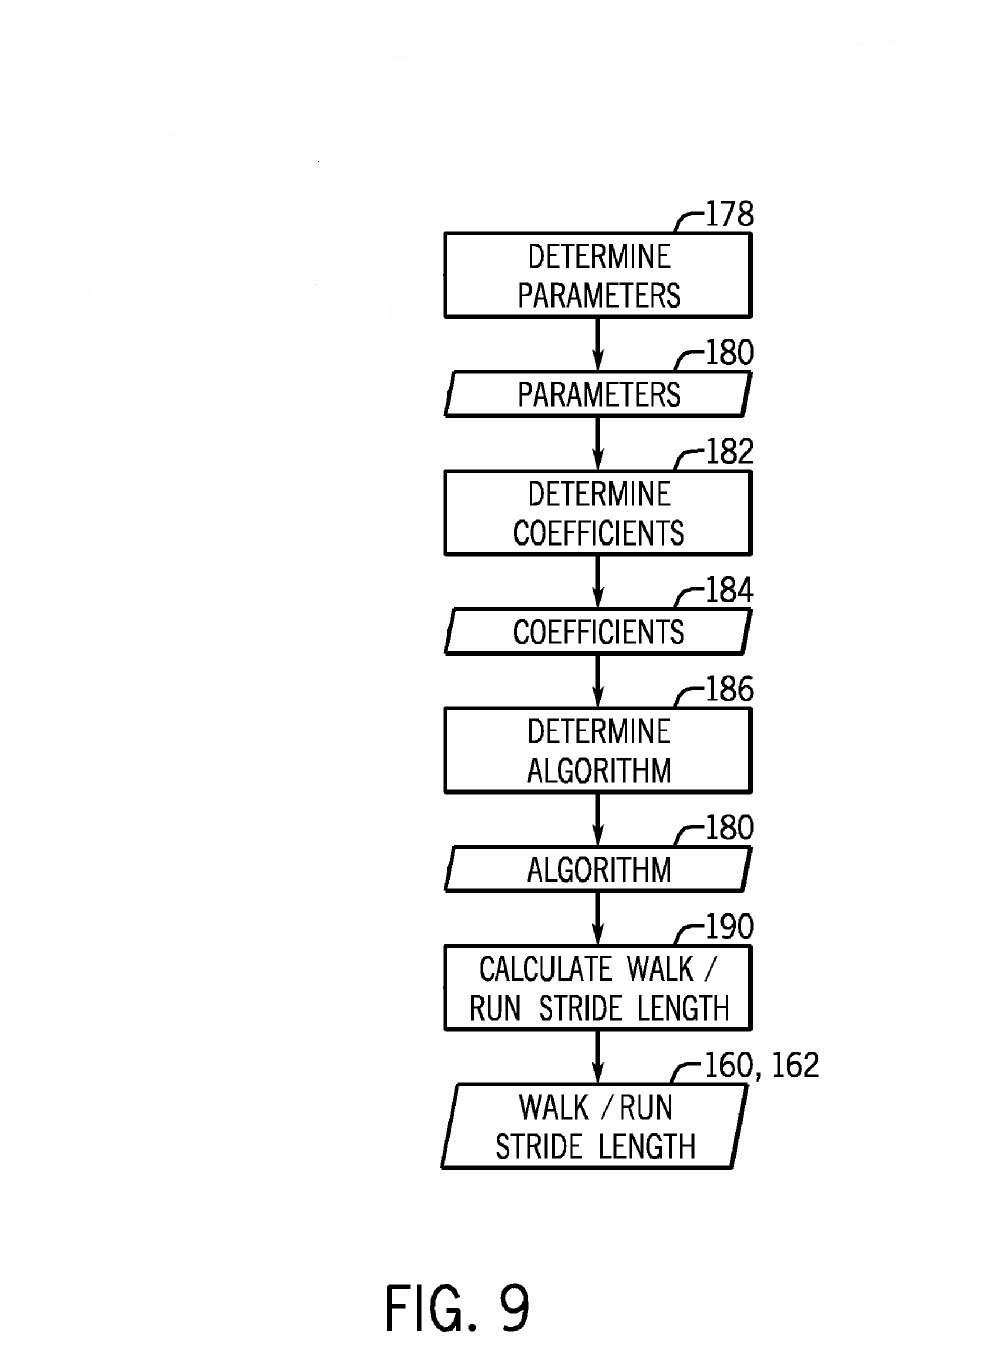 178
DETERMINE
PARAMETERS
180
PARAMETERS
182
DETERMINE
COEFFICIENTS
184
COEFFICIENTS
186
DETERMINE
ALGORITHM
180
ALGORITHM
190
CALCULATE WALK /
RUN STRIDE LENGTH
160, 162
WALK / RUN
STRIDE LENGTH
FIG. 9